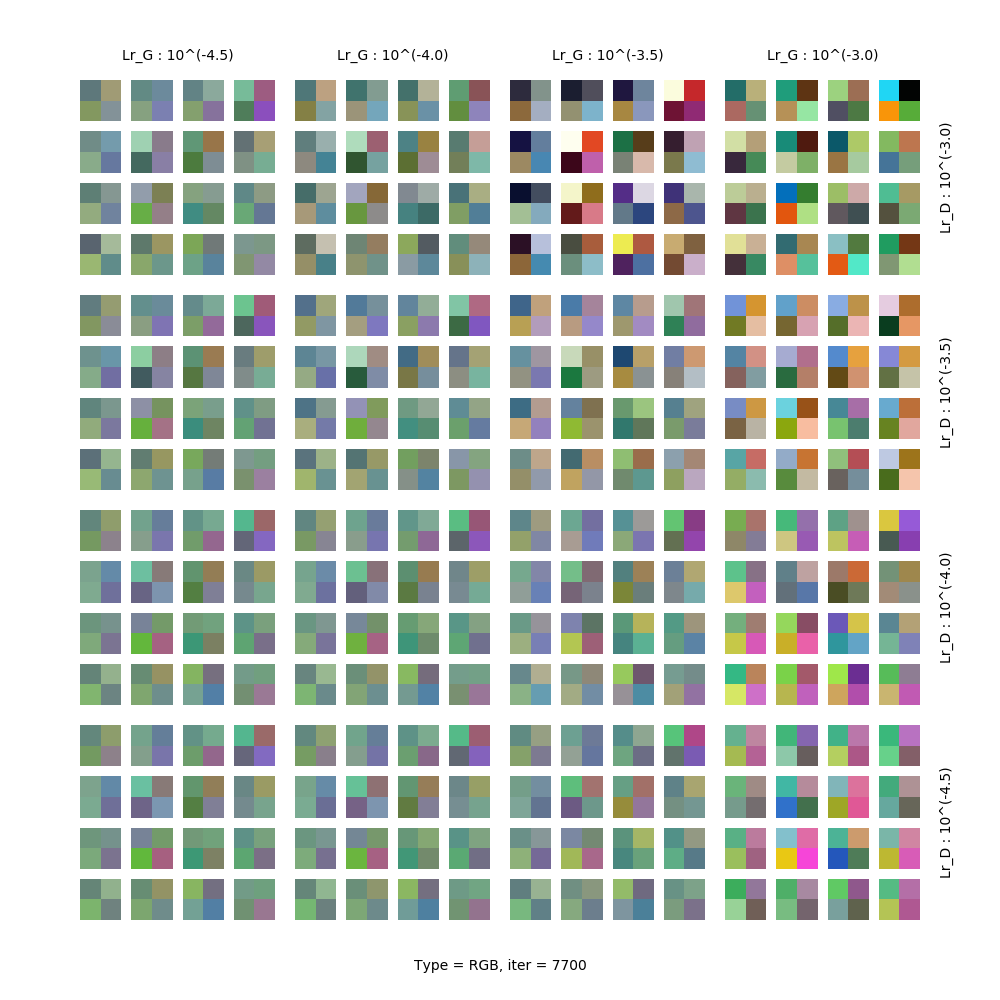 Lr_G : 10^(-4.5)
Lr_G : 10^(-4.0)
Lr_G : 10^(-3.5)
Lr_G : 10^(-3.0)
Lr_D : 10^(-3.0)
Lr_D : 10^(-3.5)
Lr_D : 10^(-4.0)
Lr_D : 10^(-4.5)
Type = RGB, iter = 7700